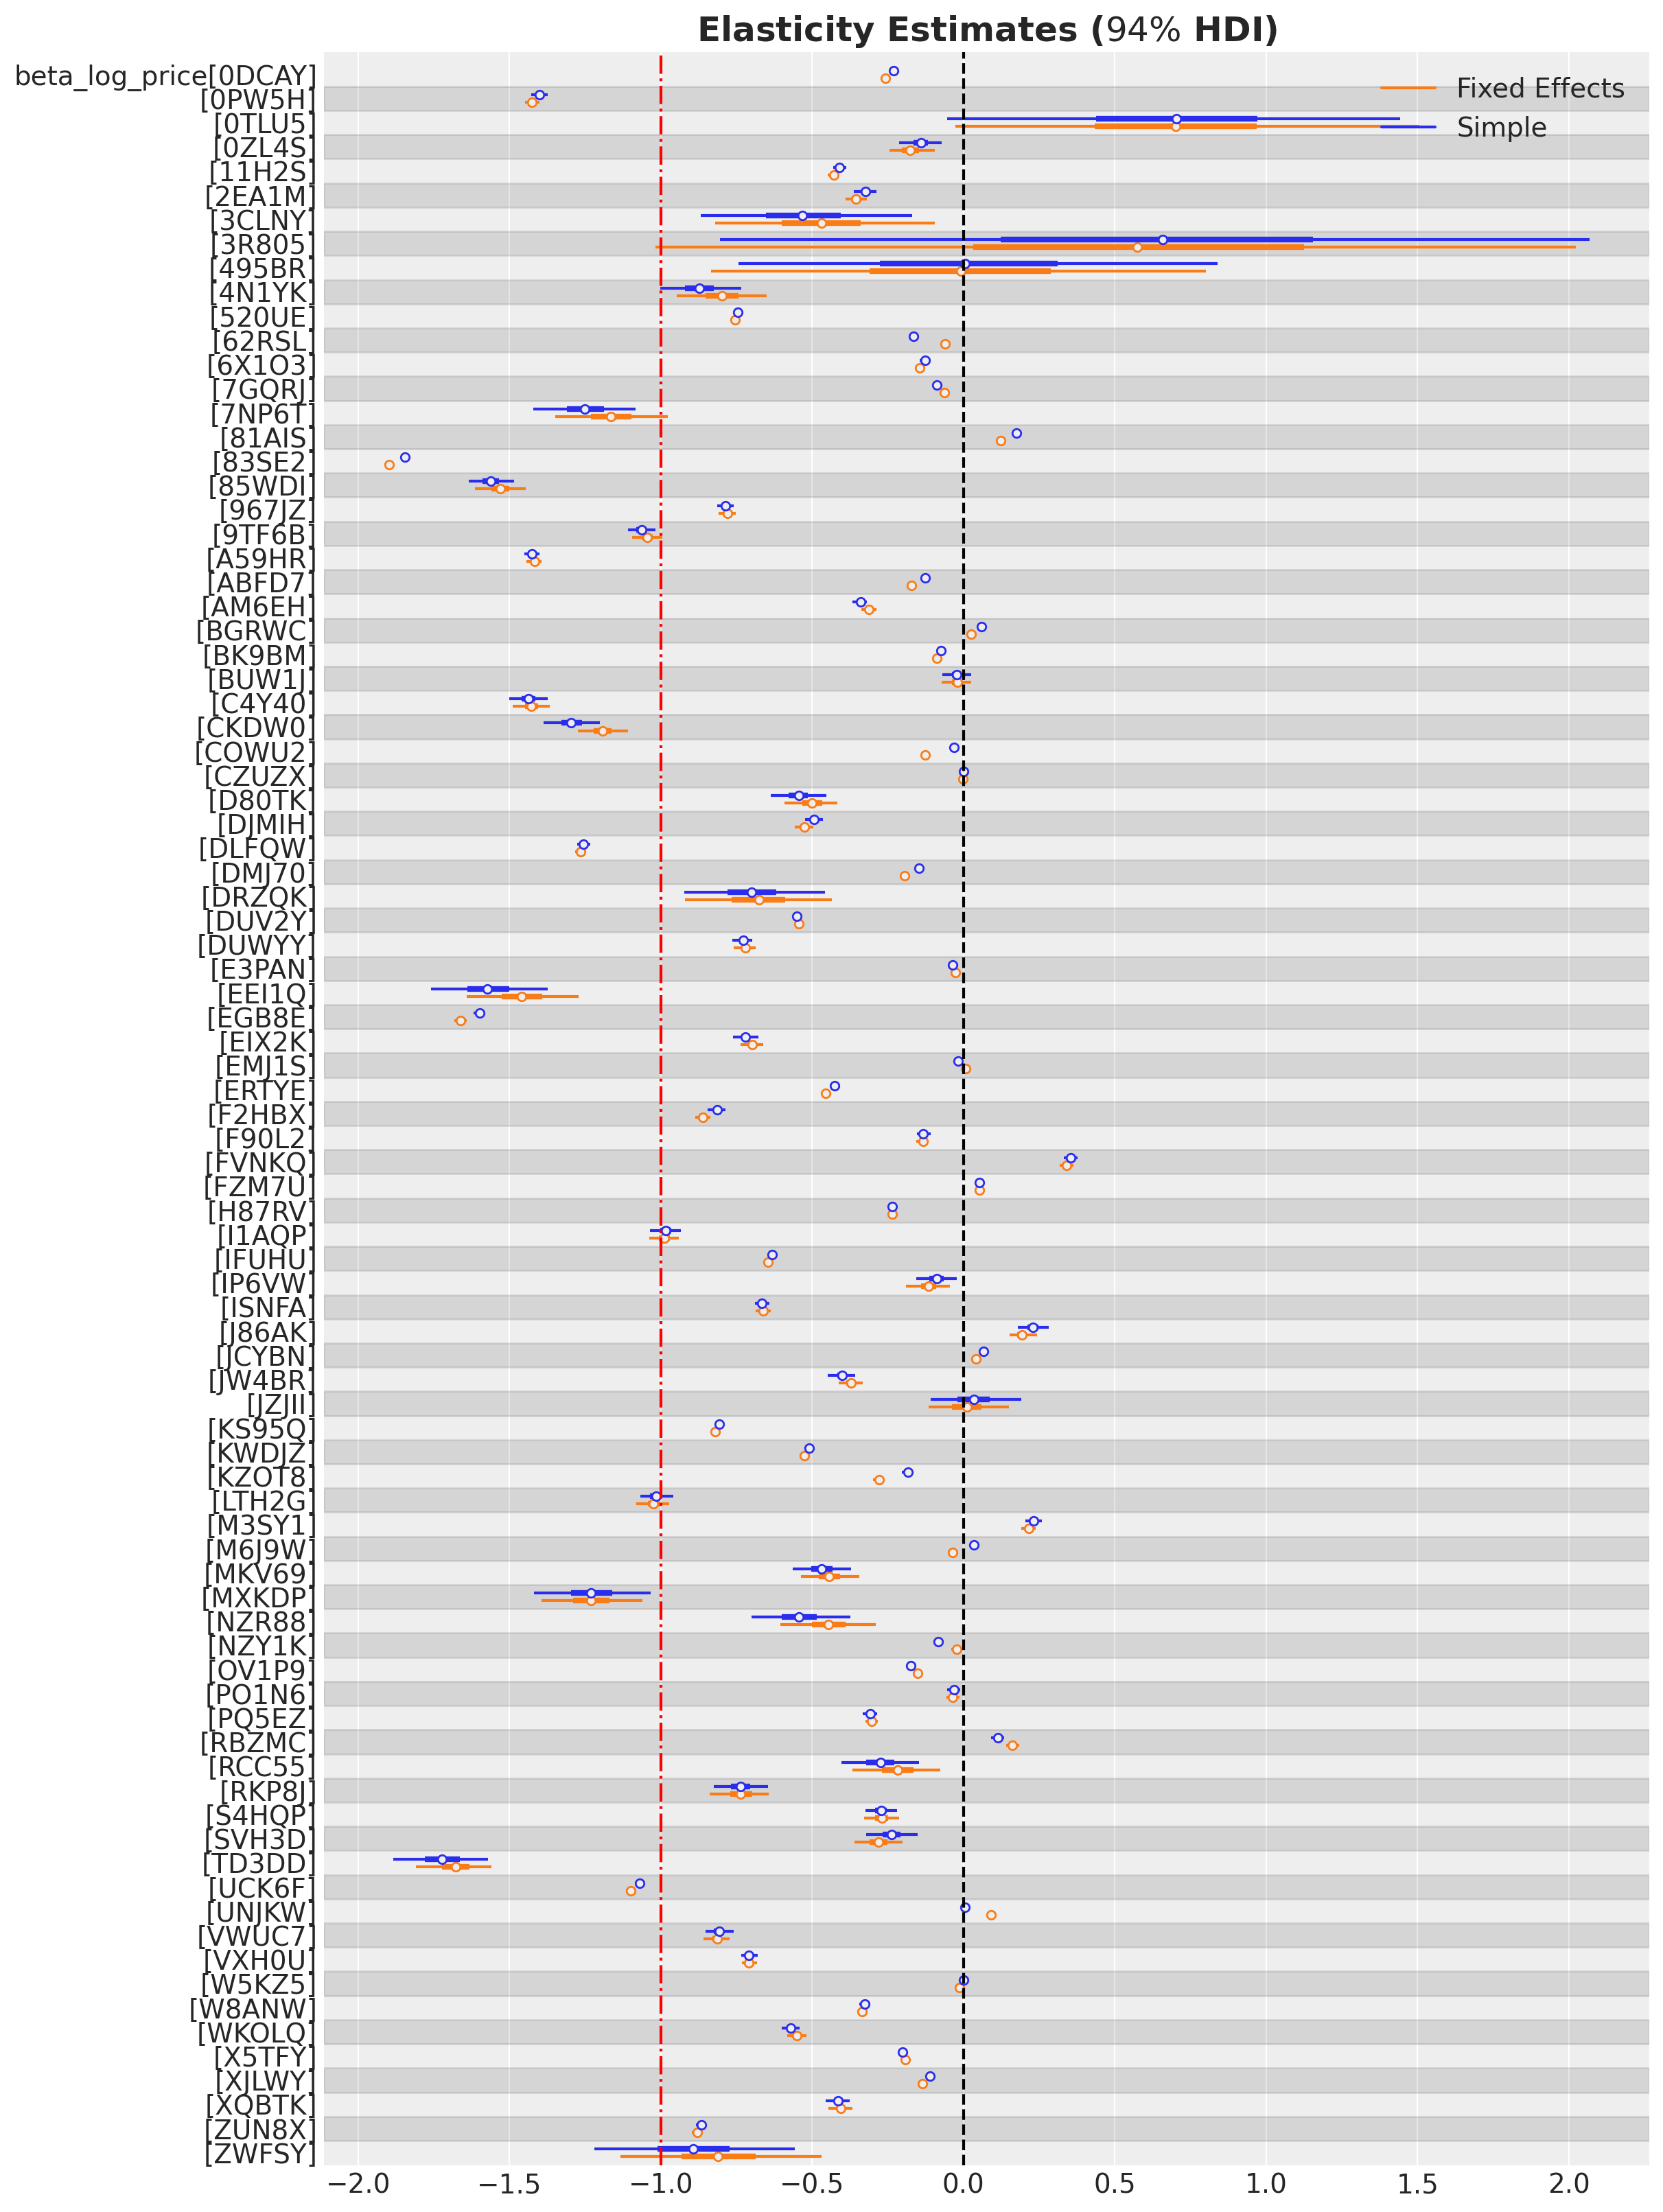 Elasticity Estimates (94% HDI)
beta_log_price[0DCAY]
[0PW5H]
[0TLU5]
[0ZL4S]
[11H2S]
[2EA1M]
[3CLNY]
[3R805]
[495BR]
[4N1YK]
[520UE]
[62RSL]
[6X1O3]
[7GQRJ]
[7NP6T]
[81AIS]
[83SE2]
[85WDI]
[967JZ]
[9TF6B]
[A59HR]
[ABFD7]
[AM6EH]
[BGRWC]
[BK9BM]
[BUW1J]
[C4Y40]
[CKDW0]
[COWU2]
[CZUZX]
[D80TK]
[DJMIH]
[DLFQW]
[DMJ70]
[DRZQK]
[DUV2Y]
[DUWYY]
[E3PAN]
[EEI1Q]
[EGB8E]
[EIX2K]
[EMJ1S]
[ERTYE]
[F2HBX]
[F90L2]
[FVNKQ]
[FZM7U]
[H87RV]
[I1AQP]
[IFUHU]
[IP6VW]
[ISNFA]
[J86AK]
[JCYBN]
[JW4BR]
[JZJII]
[KS95Q]
[KWDJZ]
[KZOT8]
[LTH2G]
[M3SY1]
[M6J9W]
[MKV69]
[MXKDP]
[NZR88]
[NZY1K]
[OV1P9]
[PO1N6]
[PQ5EZ]
[RBZMC]
[RCC55]
[RKP8J]
[S4HQP]
[SVH3D]
[TD3DD]
[UCK6F]
[UNJKW]
[VWUC7]
[VXH0U]
[W5KZ5]
[W8ANW]
[WKOLQ]
[X5TFY]
[XJLWY]
[XQBTK]
[ZUN8X]
[ZWFSY]
Fixed Effects
Simple
−2.0 −1.5 −1.0 −0.5 0.0 0.5 1.0 1.5 2.0